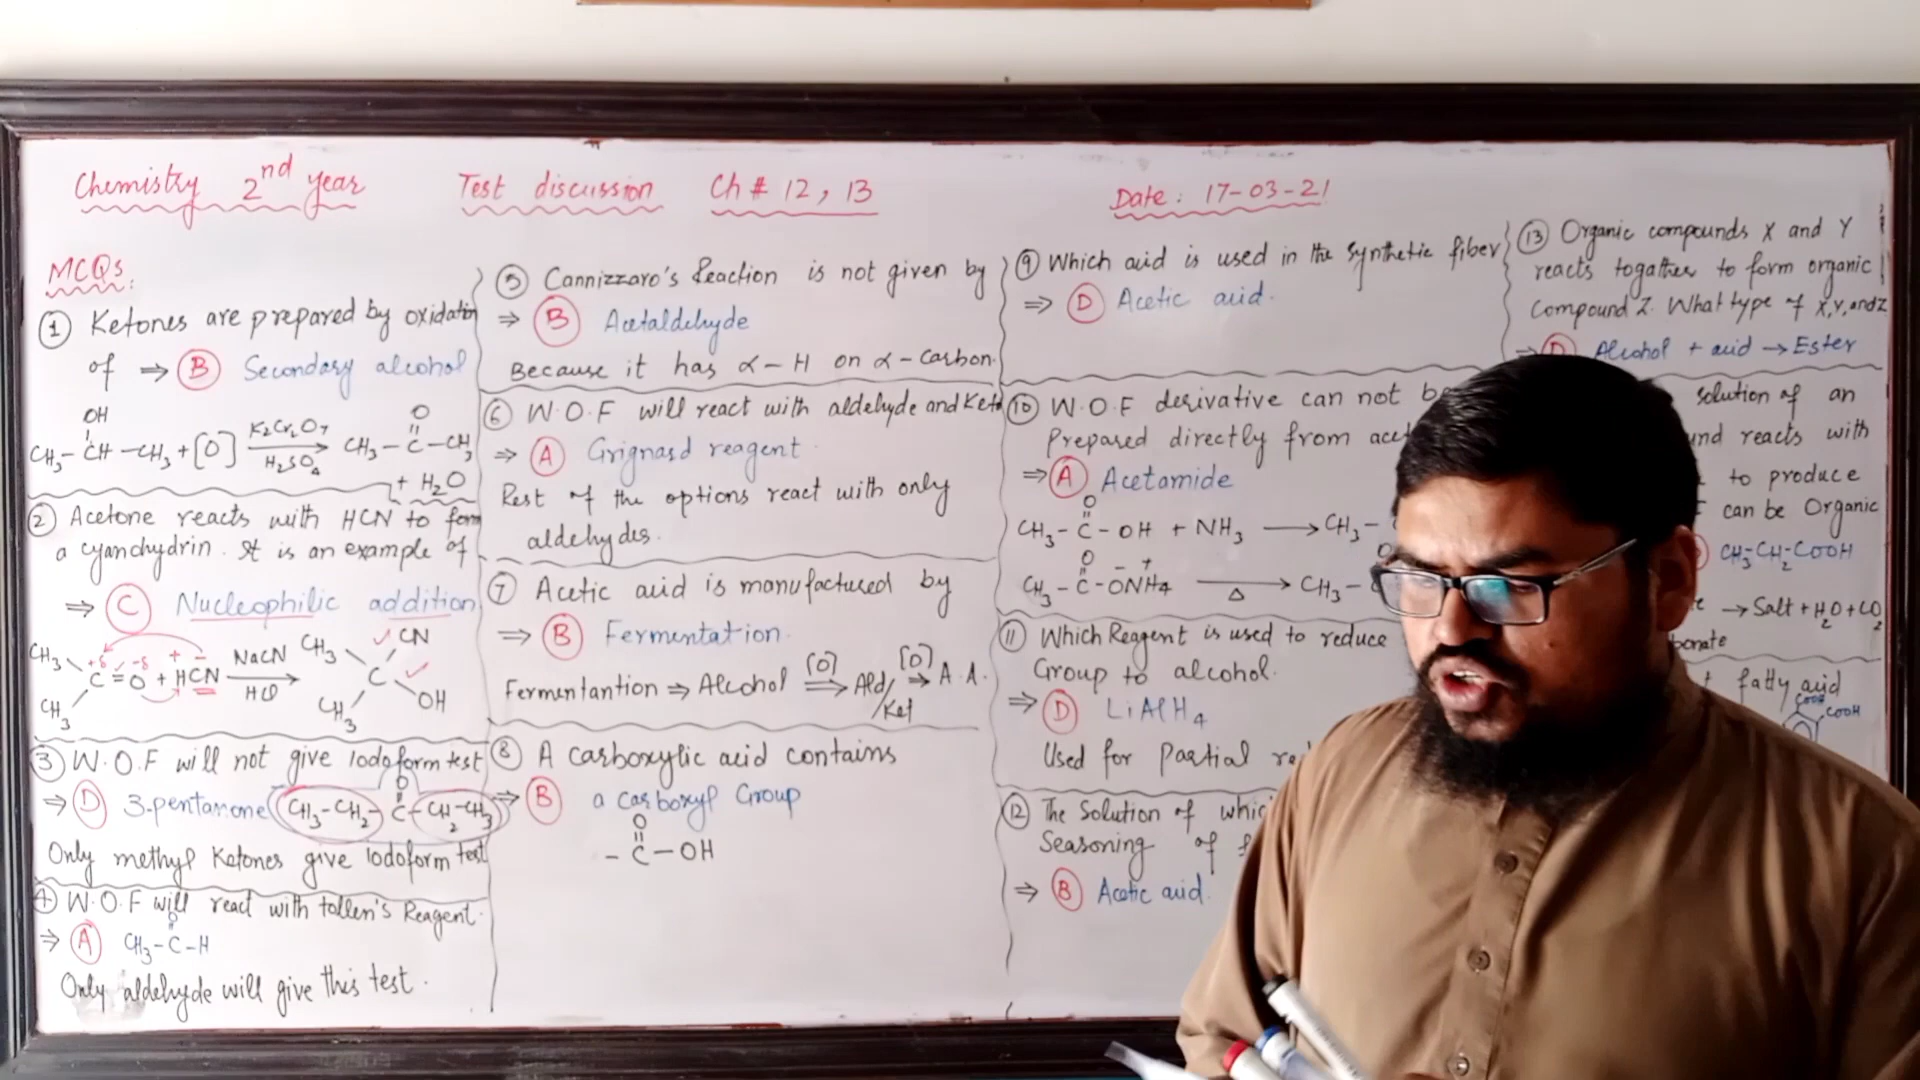 Chemistry 2nd year Test discussion Ch # 12, 13 Date: 17-03-21
MCQs.
① Ketones are prepared by oxidation
of ⇒ B Secondary alcohol
OH
CH3-CH-CH3 + [O] K2Cr2O7 H2SO4 → CH3-C-CH3
O
+ H2O
② Acetone reacts with HCN to form
a cyanohydrin. It is an example of
⇒ C Nucleophilic addition
CH3 CH3 C=O + HCN NaCN HCl → CH3 CH3 C CN OH
+δ -δ + -
③ W.O.F will not give Iodoform test
⇒ D 3-pentanone CH3-CH2-C-CH2-CH3
O
Only methyl Ketones give Iodoform test
④ W.O.F will react with tollen's Reagent.
O
⇒ A CH3-C-H
Only aldehyde will give this test.
⑤ Cannizzaro's Reaction is not given by
⇒ B Acetaldehyde
Because it has α-H on α-Carbon.
⑥ W.O.F will react with aldehyde and Keto
⇒ A Grignard reagent.
Rest of the options react with only
aldehydes.
⑦ Acetic acid is manufactured by
⇒ B Fermentation.
Fermentantion ⇒ Alcohol [O] ⇒ Ald/Ket [O] ⇒ A.A.
⑧ A Carboxylic acid contains
⇒ B a Carboxyl Group
O
-C-OH
⑨ Which acid is used in the synthetic fiber
⇒ D Acetic acid.
⑩ W.O.F derivative can not b
Prepared directly from ace
⇒ A Acetamide
O
CH3-C-OH + NH3 → CH3-
O
CH3-C-ONH4 Δ → CH3-
- +
⑪ Which Reagent is used to reduce
Group to alcohol.
⇒ D LiAlH4
Used for Partial re
⑫ The Solution of whic
Seasoning of f
⇒ B Acetic acid.
⑬ Organic compounds X and Y
reacts togather to form organic
Compound Z. What type of X,Y, and Z
D Alcohol + acid → Ester
solution of an
und reacts with
to produce
can be Organic
CH3-CH2-COOH
→ Salt + H2O + CO2
bonate
fatty acid
COOH
COOH